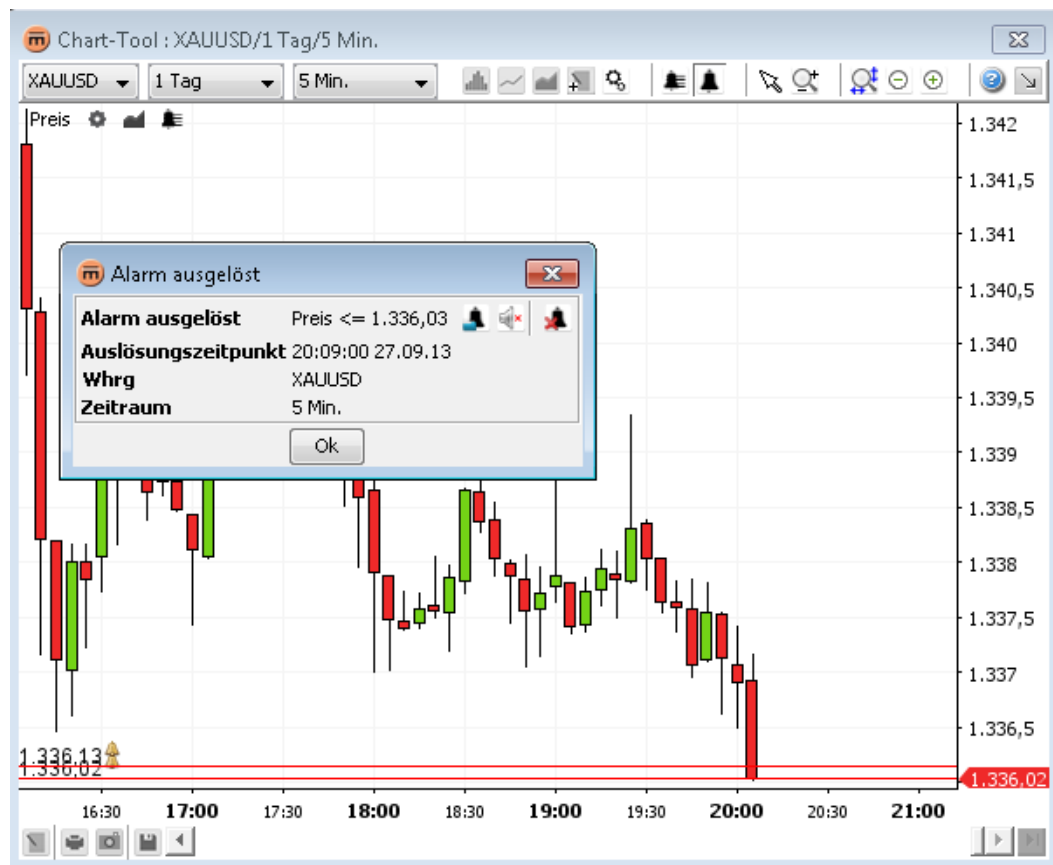 Chart-Tool : XAUUSD/1 Tag/5 Min.
XAUUSD 1 Tag 5 Min.
Preis
1.342
1.341,5
1.341
1.340,5
1.340
1.339,5
1.339
1.338,5
1.338
1.337,5
1.337
1.336,5
Alarm ausgelöst
Alarm ausgelöst Preis <= 1.336,03
Auslösungszeitpunkt 20:09:00 27.09.13
Whrg XAUUSD
Zeitraum 5 Min.
Ok
1.336,13
1.336,02
1.336,02
16:30 17:00 17:30 18:00 18:30 19:00 19:30 20:00 20:30 21:00